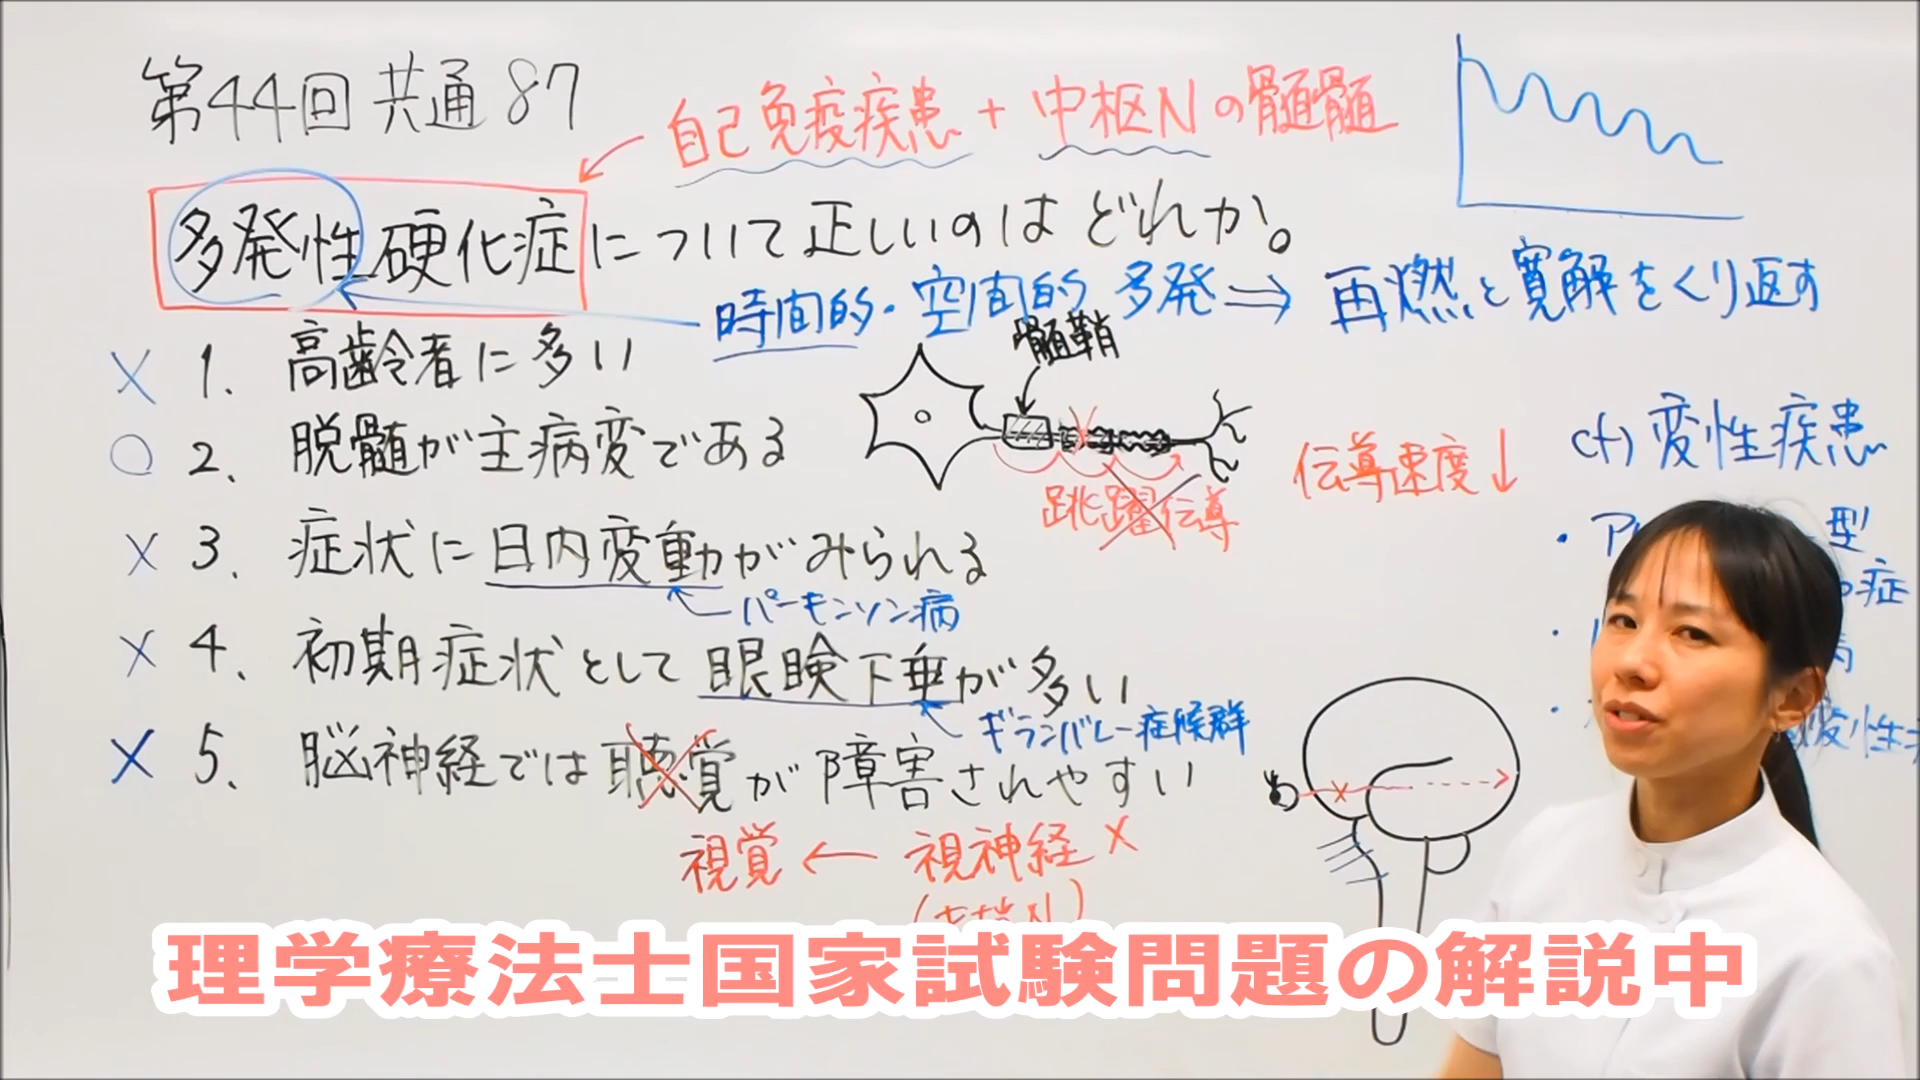 第44回 共通 87
自己免疫疾患 + 中枢Nの髄髄
多発性硬化症について正しいのはどれか。
時間的・空間的 多発 ⇒ 再燃と寛解をくり返す
× 1. 高齢者に多い
髄鞘
○ 2. 脱髄が主病変である
跳躍伝導
伝導速度↓
cf) 変性疾患
型
症
× 3. 症状に日内変動がみられる
パーキンソン病
× 4. 初期症状として眼瞼下垂が多い
ギランバレー症候群
変性
× 5. 脳神経では聴覚が障害されやすい
視覚 ← 視神経 ×
理学療法士国家試験問題の解説中